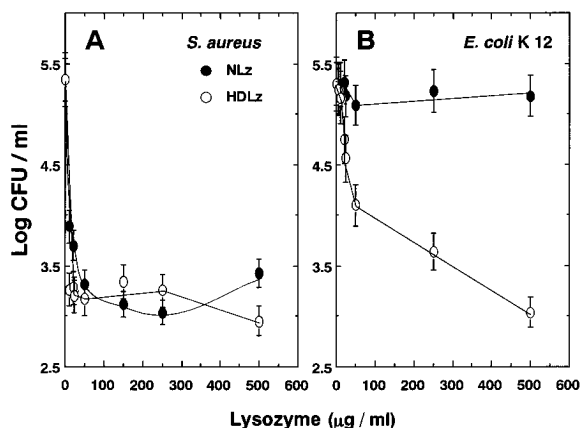 A
S. aureus
NLz
HDLz
B
E. coli K 12
Log CFU / ml
5.5
4.5
3.5
2.5
5.5
4.5
3.5
2.5
0 100 200 300 400 500 600
0 100 200 300 400 500 600
Lysozyme (μg / ml)